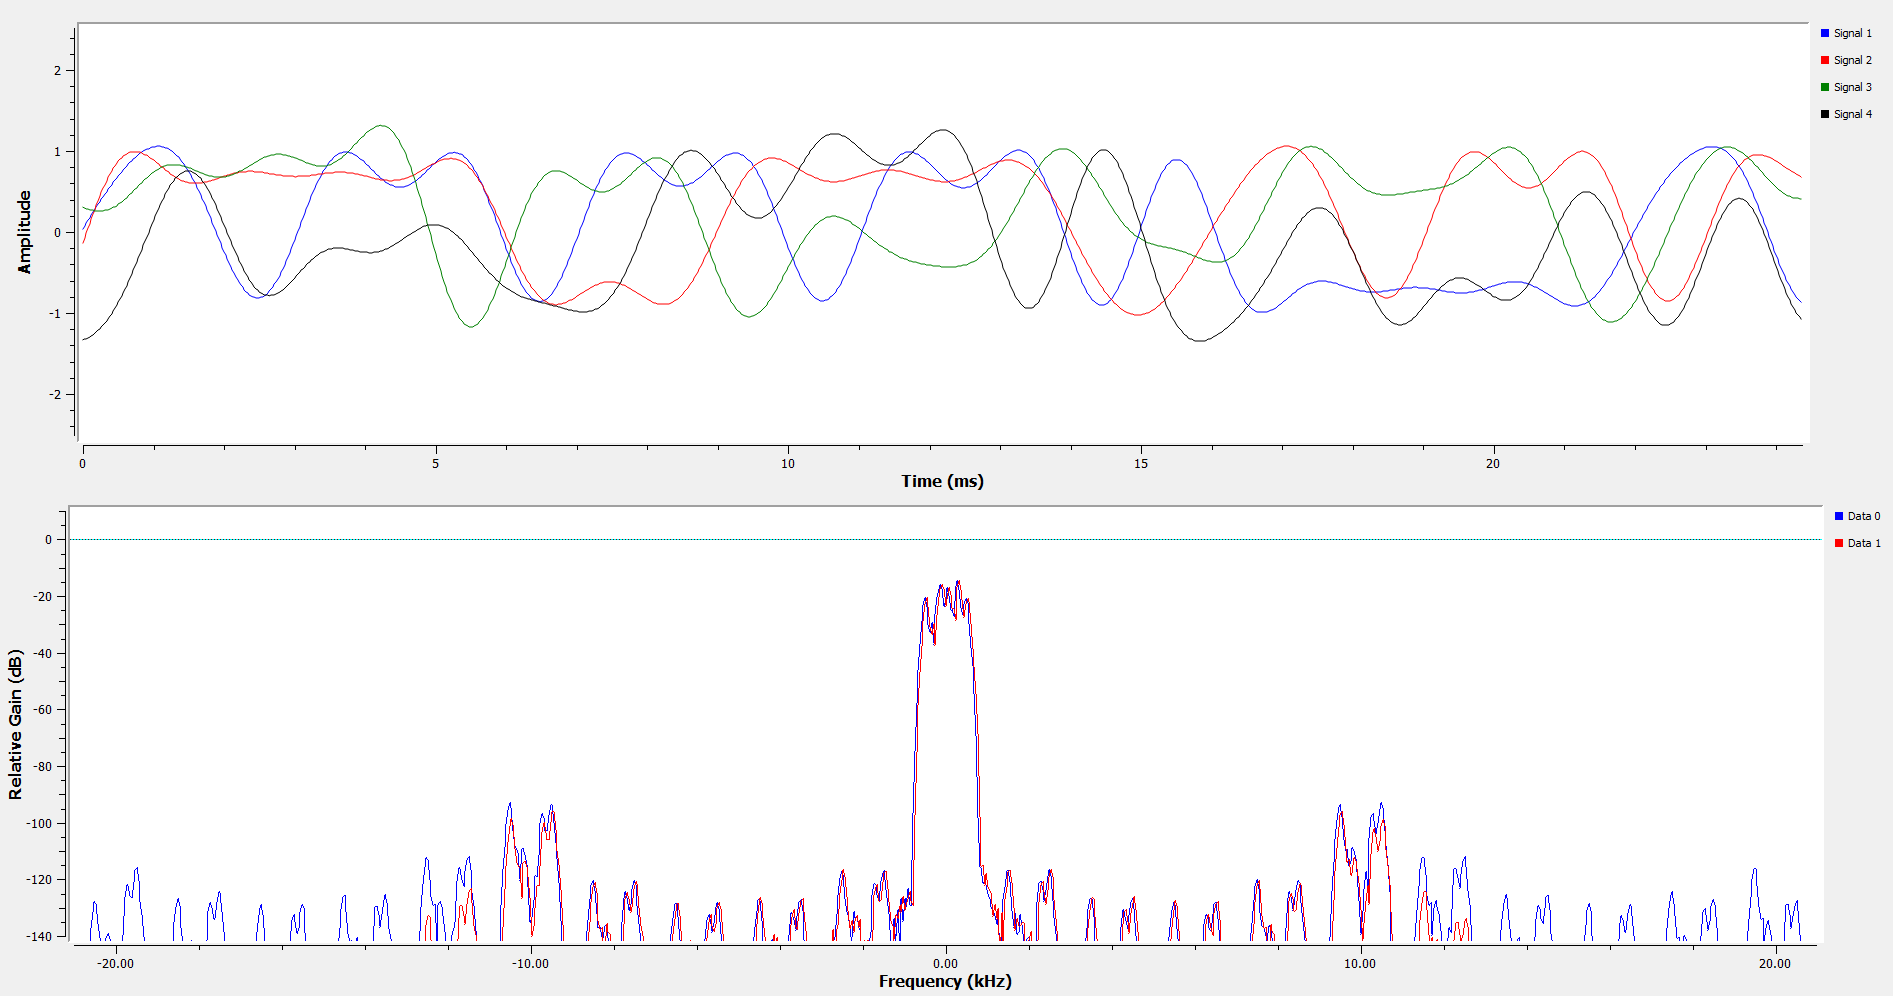 2
1
0
-1
-2
Amplitude
0
5
10
15
20
Time (ms)
Signal 1
Signal 2
Signal 3
Signal 4
0
-20
-40
-60
-80
-100
-120
-140
Relative Gain (dB)
-20.00
-10.00
0.00
10.00
20.00
Frequency (kHz)
Data 0
Data 1